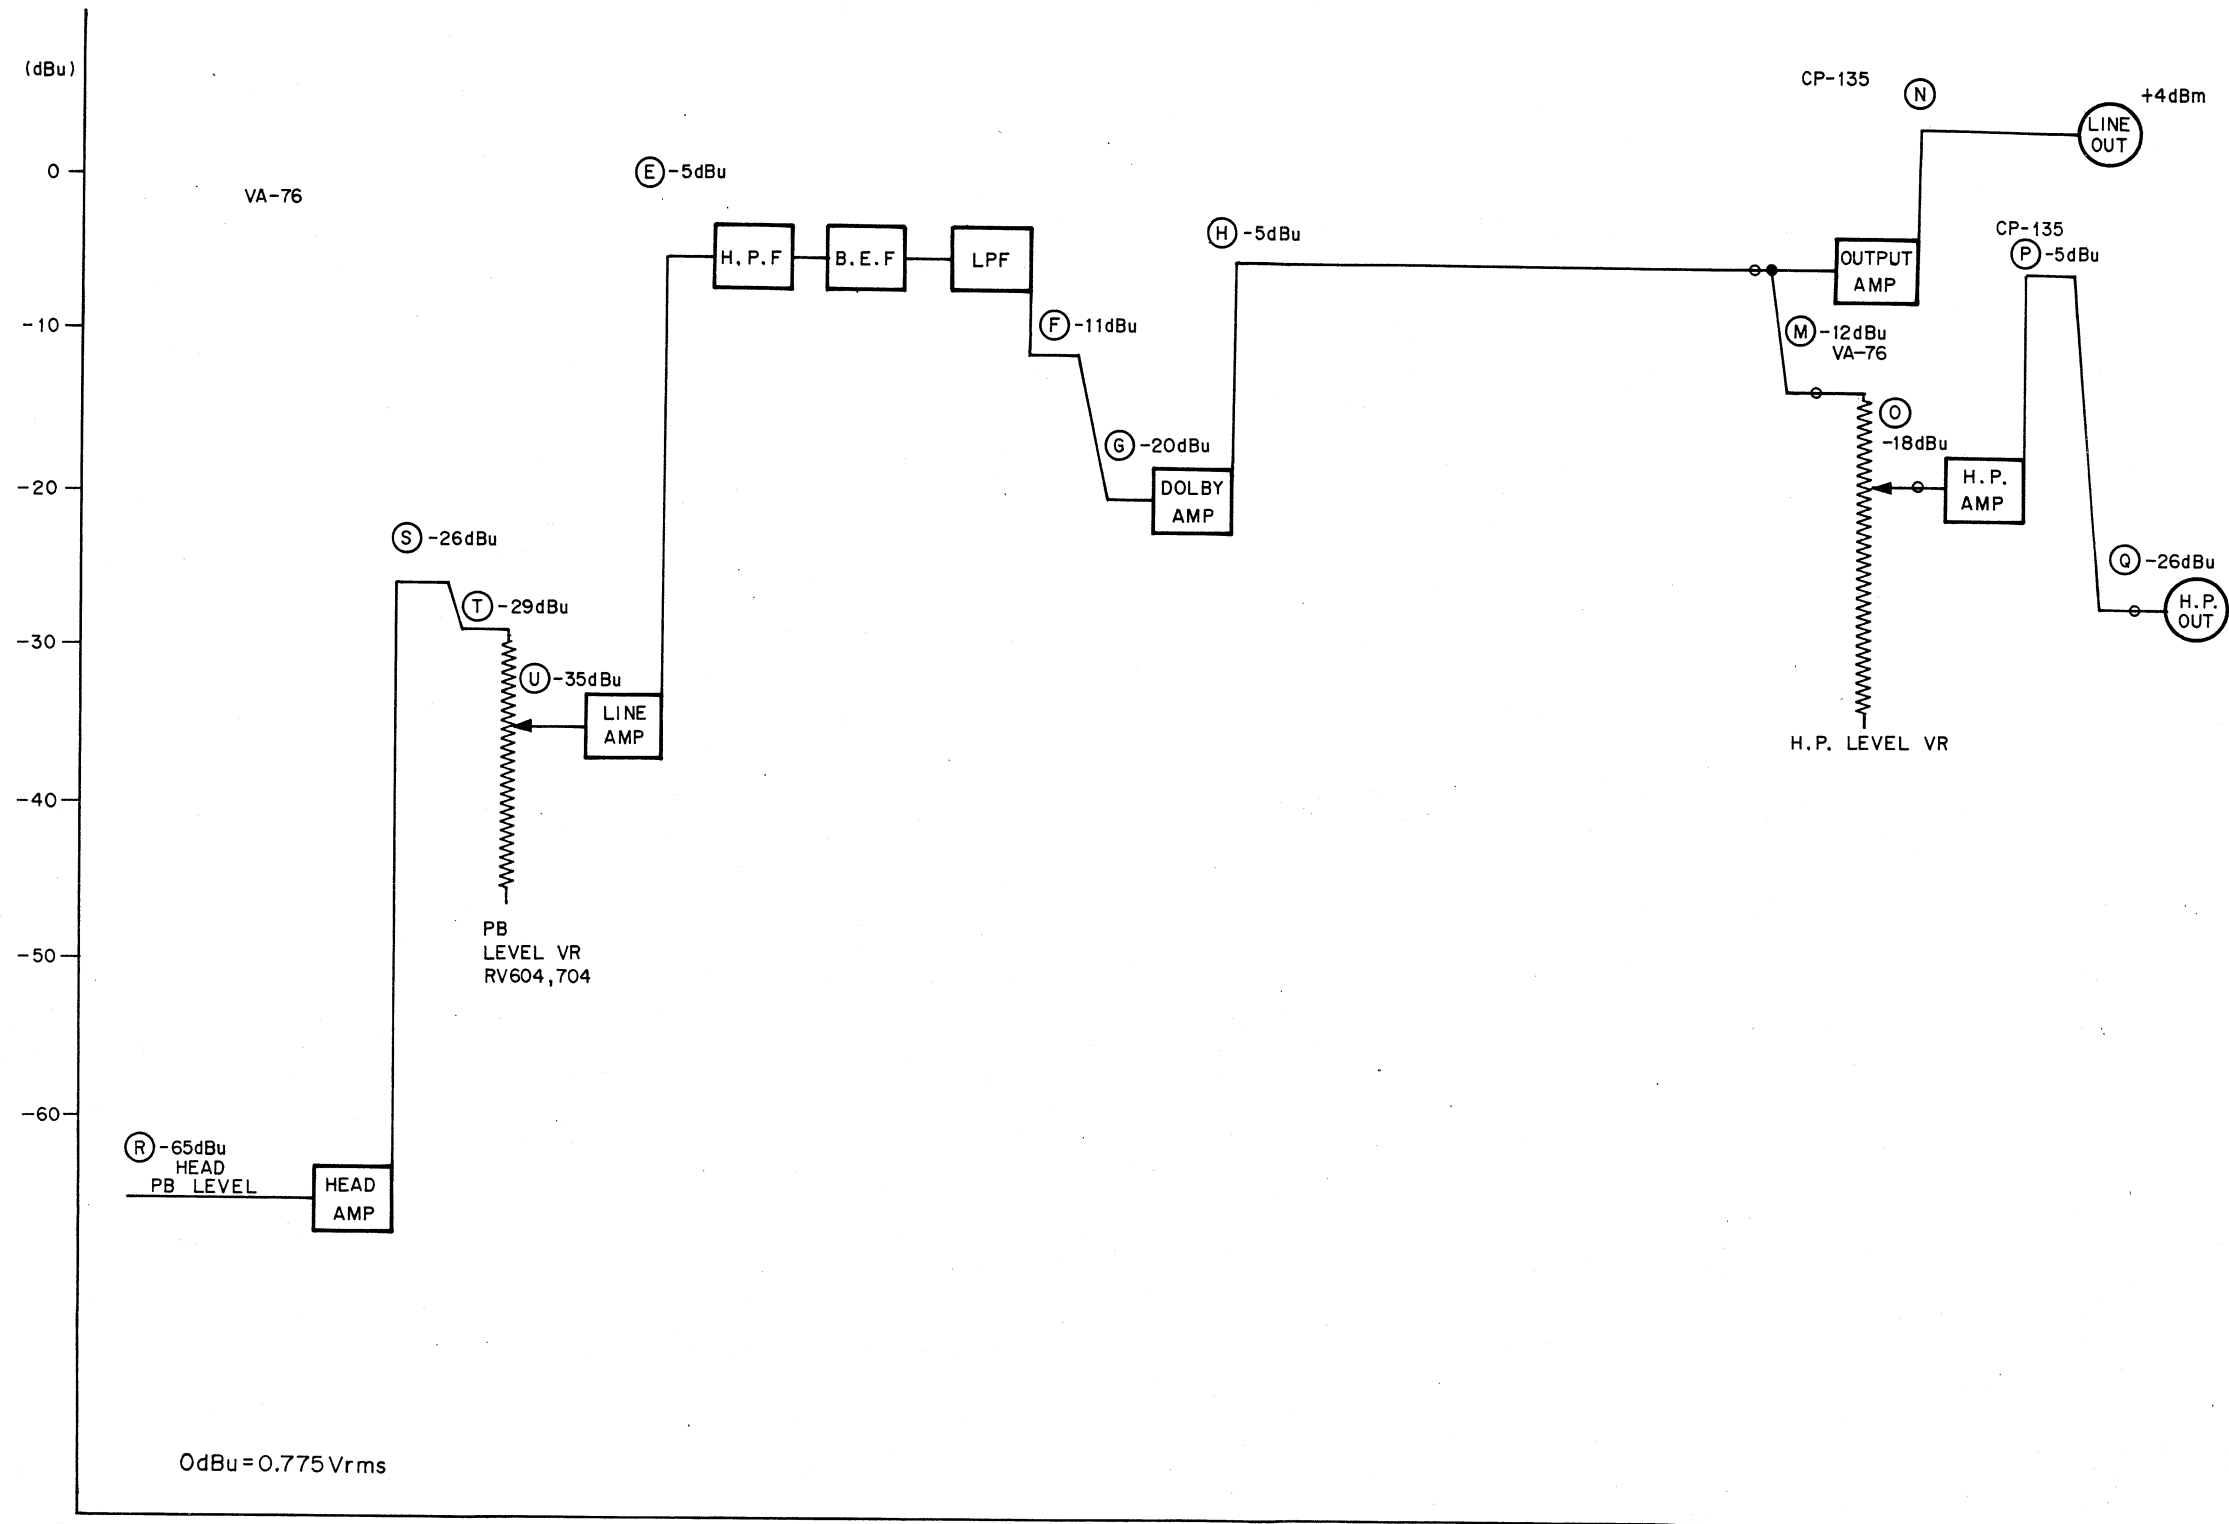 (dBu)
0
-10
-20
-30
-40
-50
-60
VA-76
R -65dBu
HEAD
PB LEVEL
HEAD
AMP
S -26dBu
T -29dBu
U -35dBu
LINE
AMP
PB
LEVEL VR
RV604,704
E -5dBu
H.P.F
B.E.F
LPF
F -11dBu
G -20dBu
DOLBY
AMP
H -5dBu
CP-135
N
+4dBm
LINE
OUT
OUTPUT
AMP
M -12dBu
VA-76
O
-18dBu
H.P.
AMP
H.P. LEVEL VR
CP-135
P -5dBu
Q -26dBu
H.P.
OUT
0dBu=0.775Vrms